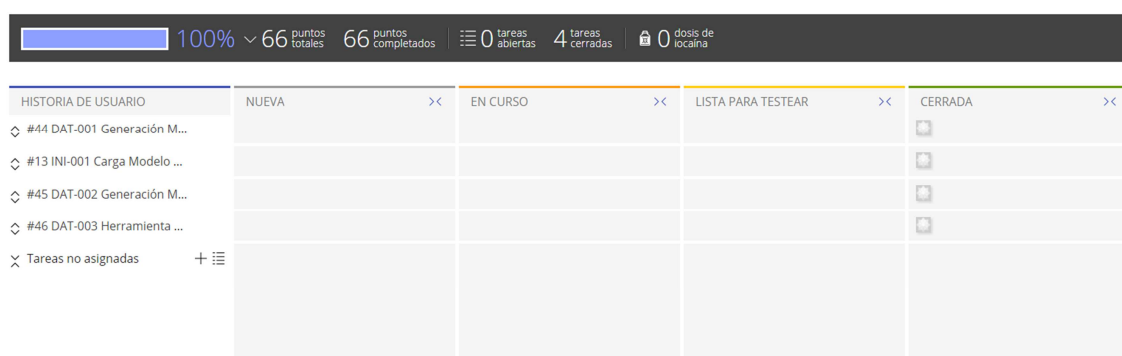 100% 66 puntos totales 66 puntos completados 0 tareas abiertas 4 tareas cerradas 0 dosis de iocaína
HISTORIA DE USUARIO NUEVA EN CURSO LISTA PARA TESTEAR CERRADA
#44 DAT-001 Generación M...
#13 INI-001 Carga Modelo ...
#45 DAT-002 Generación M...
#46 DAT-003 Herramienta ...
Tareas no asignadas